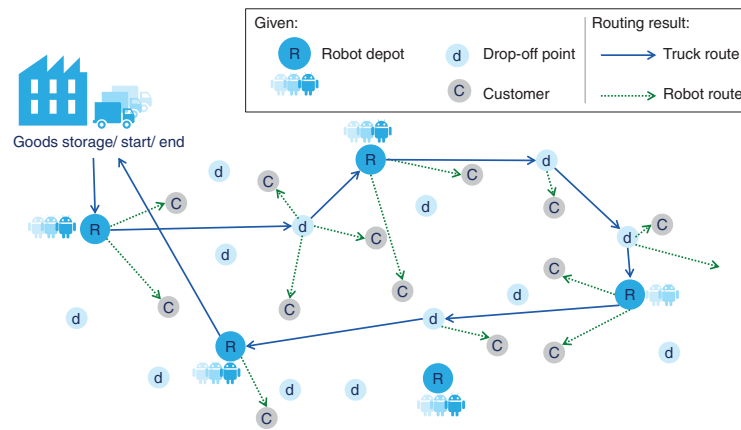 Given:
Routing result:
R
Robot depot
d
Drop-off point
Truck route
C
Customer
Robot route
Goods storage/ start/ end
R
d
d
C
C
C
d
C
R
d
C
d
C
d
C
d
C
C
C
C
R
d
d
C
d
C
C
R
d
d
d
d
R
C